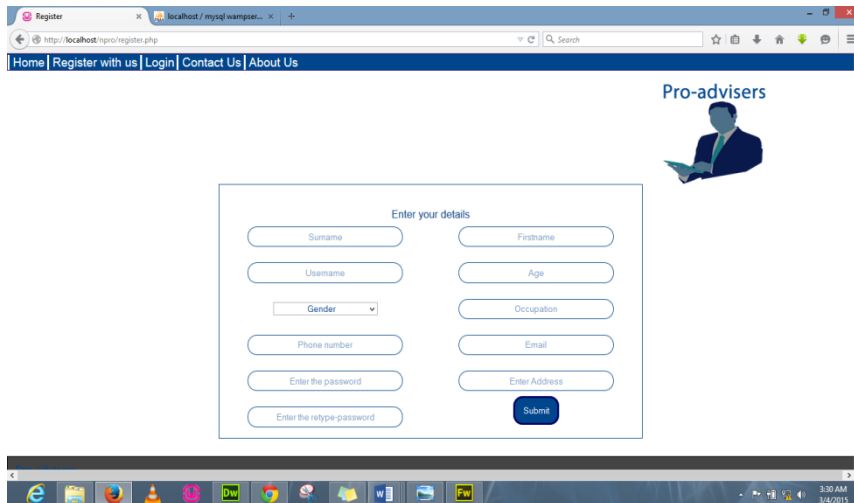 Register
localhost / mysql wampser...
http://localhost/npro/register.php
Search
Home Register with us Login Contact Us About Us
Pro-advisers
Enter your details
Surname Firstname
Username Age
Gender Occupation
Phone number Email
Enter the password Enter Address
Enter the retype-password Submit
Dw W Fw
3:30 AM
3/4/2015